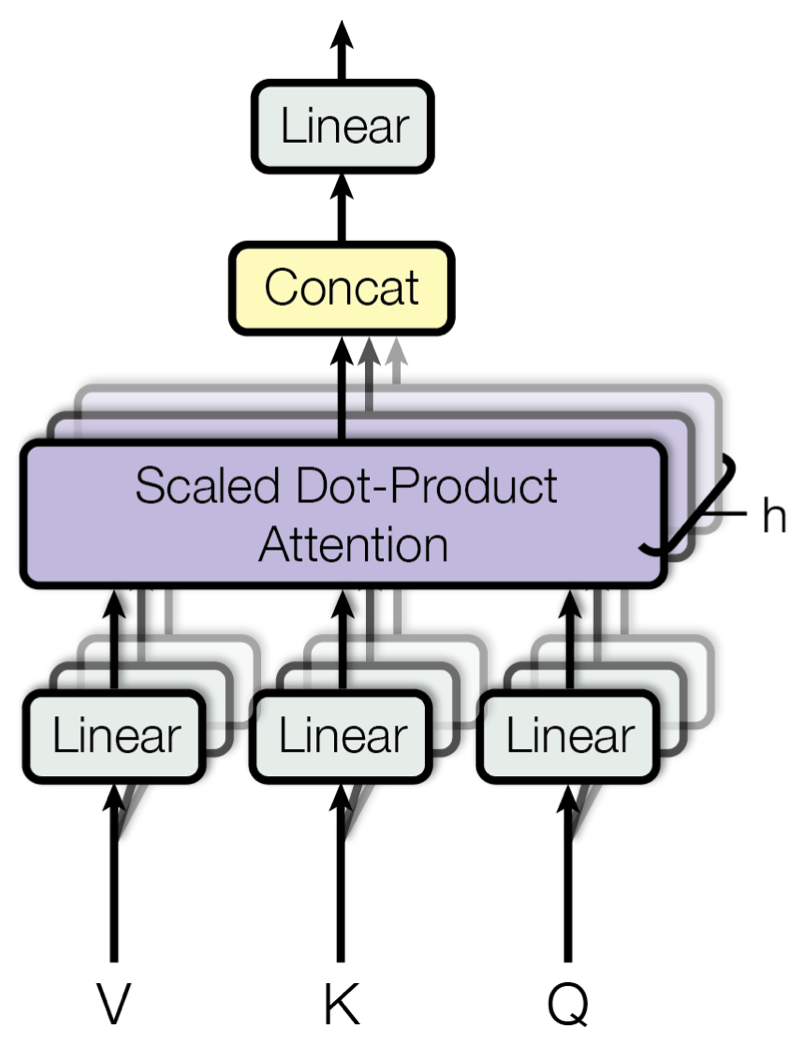 Linear
Concat
Scaled Dot-Product
Attention
h
Linear Linear Linear
V K Q